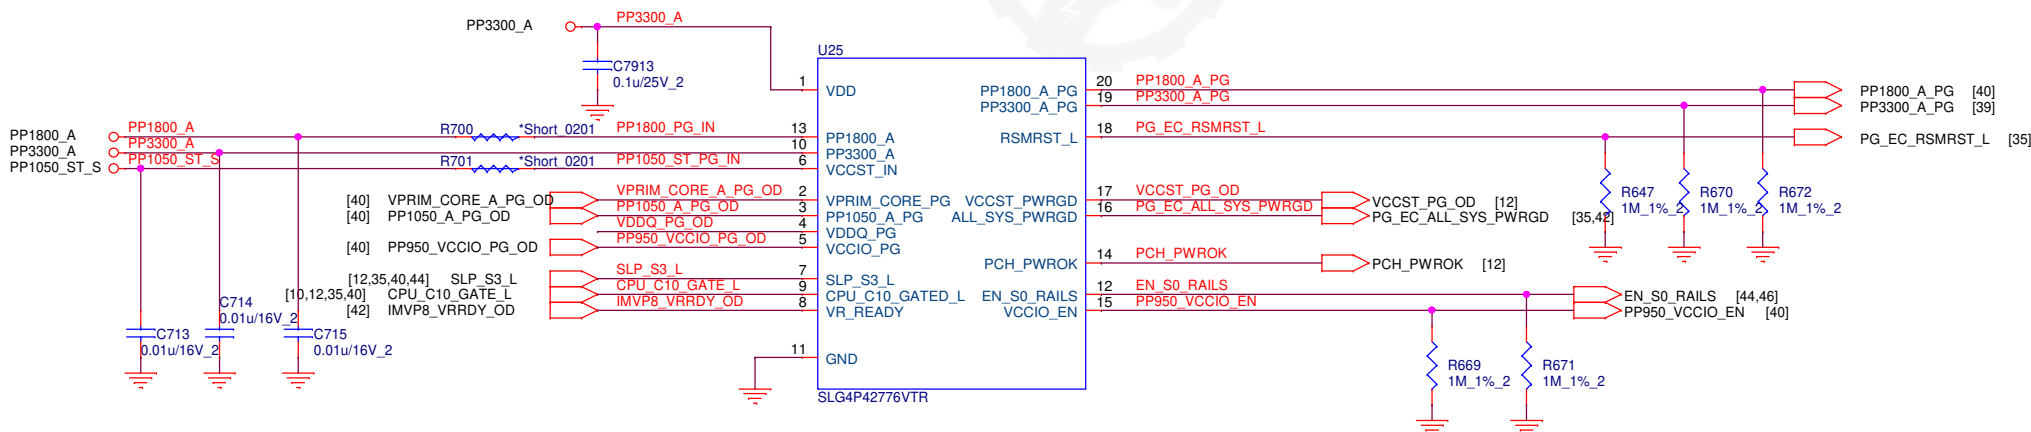 PP3300_A PP3300_A
C7913
0.1u/25V_2
U25
1 VDD
PP1800_A PP1800_A R700 *Short_0201 PP1800_PG_IN 13 PP1800_A
PP3300_A PP3300_A 10 PP3300_A
PP1050_ST_S PP1050_ST_S R701 *Short_0201 PP1050_ST_PG_IN 6 VCCST_IN
[40] VPRIM_CORE_A_PG_OD VPRIM_CORE_A_PG_OD 2 VPRIM_CORE_PG
[40] PP1050_A_PG_OD PP1050_A_PG_OD 3 PP1050_A_PG
VDDQ_PG_OD 4 VDDQ_PG
[40] PP950_VCCIO_PG_OD PP950_VCCIO_PG_OD 5 VCCIO_PG
[12,35,40,44] SLP_S3_L SLP_S3_L 7 SLP_S3_L
[10,12,35,40] CPU_C10_GATE_L CPU_C10_GATE_L 9 CPU_C10_GATED_L
[42] IMVP8_VRRDY_OD IMVP8_VRRDY_OD 8 VR_READY
11 GND
C713
0.01u/16V_2
C714
0.01u/16V_2
C715
0.01u/16V_2
SLG4P42776VTR
PP1800_A_PG 20 PP1800_A_PG PP1800_A_PG [40]
PP3300_A_PG 19 PP3300_A_PG PP3300_A_PG [39]
RSMRST_L 18 PG_EC_RSMRST_L PG_EC_RSMRST_L [35]
VCCST_PWRGD 17 VCCST_PG_OD VCCST_PG_OD [12]
ALL_SYS_PWRGD 16 PG_EC_ALL_SYS_PWRGD PG_EC_ALL_SYS_PWRGD [35,42]
PCH_PWROK 14 PCH_PWROK PCH_PWROK [12]
EN_S0_RAILS 12 EN_S0_RAILS EN_S0_RAILS [44,46]
VCCIO_EN 15 PP950_VCCIO_EN PP950_VCCIO_EN [40]
R647
1M_1%_2
R670
1M_1%_2
R672
1M_1%_2
R669
1M_1%_2
R671
1M_1%_2